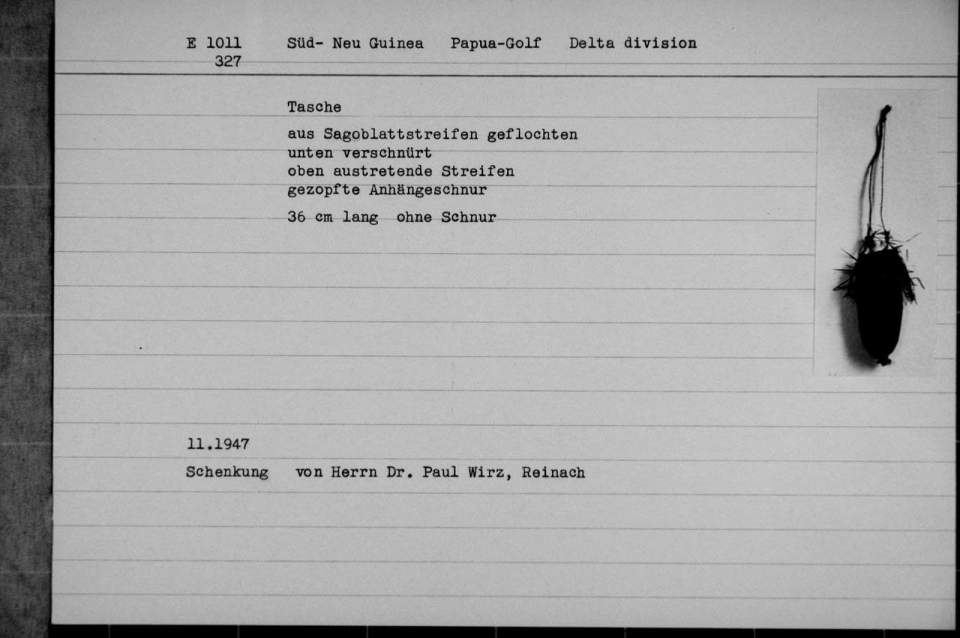 E 1011 Süd- Neu Guinea Papua-Golf Delta division
327
Tasche
aus Sagoblattstreifen geflochten
unten verschnürt
oben austretende Streifen
gezopfte Anhängeschnur
36 cm lang ohne Schnur
11.1947
Schenkung von Herrn Dr. Paul Wirz, Reinach